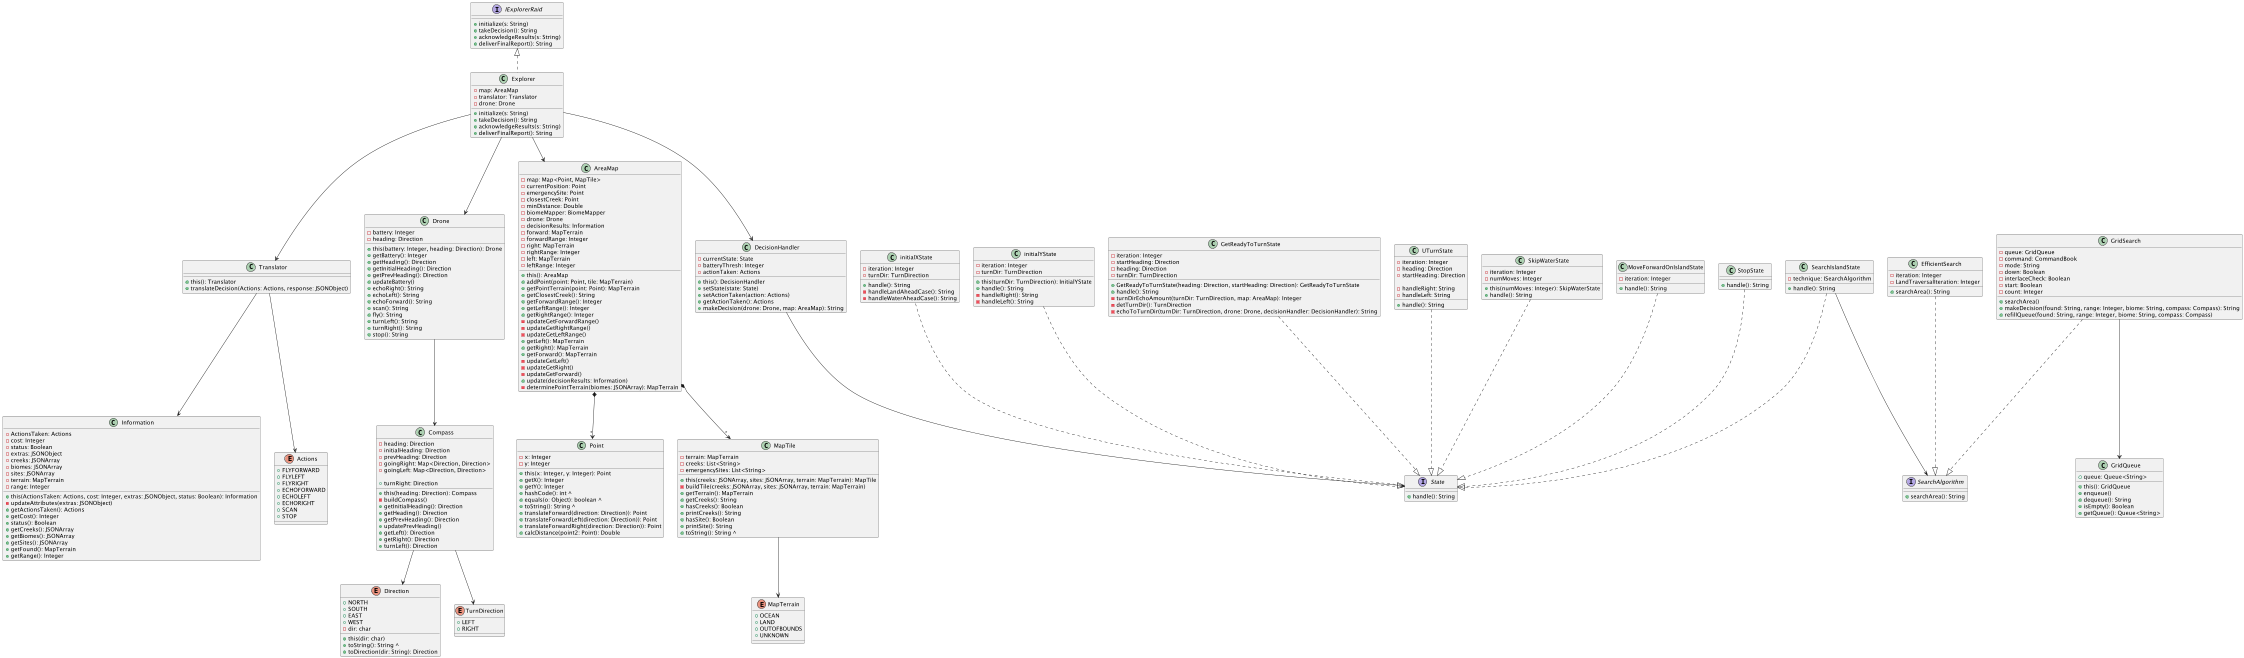 I IExplorerRaid
initialize(s: String)
takeDecision(): String
acknowledgeResults(s: String)
deliverFinalReport(): String
C Explorer
map: AreaMap
translator: Translator
drone: Drone
initialize(s: String)
takeDecision(): String
acknowledgeResults(s: String)
deliverFinalReport(): String
C Translator
this(): Translator
translateDecision(Actions: Actions, response: JSONObject)
C Drone
battery: Integer
heading: Direction
this(battery: Integer, heading: Direction): Drone
getBattery(): Integer
getHeading(): Direction
getInitialHeading(): Direction
getPrevHeading(): Direction
updateBattery()
echoRight(): String
echoLeft(): String
echoForward(): String
scan(): String
fly(): String
turnLeft(): String
turnRight(): String
stop(): String
C AreaMap
map: Map<Point, MapTile>
currentPosition: Point
emergencySite: Point
closestCreek: Point
minDistance: Double
biomeMapper: BiomeMapper
drone: Drone
decisionResults: Information
forward: MapTerrain
forwardRange: Integer
right: MapTerrain
rightRange: Integer
left: MapTerrain
leftRange: Integer
this(): AreaMap
addPoint(point: Point, tile: MapTerrain)
getPointTerrain(point: Point): MapTerrain
getClosestCreek(): String
getForwardRange(): Integer
getLeftRange(): Integer
getRightRange(): Integer
updateGetForwardRange()
updateGetRightRange()
updateGetLeftRange()
getLeft(): MapTerrain
getRight(): MapTerrain
getForward(): MapTerrain
updateGetLeft()
updateGetRight()
updateGetForward()
update(decisionResults: Information)
determinePointTerrain(biomes: JSONArray): MapTerrain
C DecisionHandler
currentState: State
batteryThresh: Integer
actionTaken: Actions
this(): DecisionHandler
setState(state: State)
setActionTaken(action: Actions)
getActionTaken(): Actions
makeDecision(drone: Drone, map: AreaMap): String
C initialXState
iteration: Integer
turnDir: TurnDirection
handle(): String
handleLandAheadCase(): String
handleWaterAheadCase(): String
C initialYState
iteration: Integer
turnDir: TurnDirection
this(turnDir: TurnDirection): InitialYState
handle(): String
handleRight(): String
handleLeft(): String
C GetReadyToTurnState
iteration: Integer
startHeading: Direction
heading: Direction
turnDir: TurnDirection
GetReadyToTurnState(heading: Direction, startHeading: Direction): GetReadyToTurnState
handle(): String
turnDirEchoAmount(turnDir: TurnDirection, map: AreaMap): Integer
detTurnDir(): TurnDirection
echoToTurnDir(turnDir: TurnDirection, drone: Drone, decisionHandler: DecisionHandler): String
C UTurnState
iteration: Integer
heading: Direction
startHeading: Direction
handleRight: String
handleLeft: String
handle(): String
C SkipWaterState
iteration: Integer
numMoves: Integer
this(numMoves: Integer): SkipWaterState
handle(): String
C MoveForwardOnIslandState
iteration: Integer
handle(): String
C StopState
handle(): String
C SearchIslandState
technique: ISearchAlgorithm
handle(): String
C EfficientSearch
iteration: Integer
LandTraversalIteration: Integer
searchArea(): String
C GridSearch
queue: GridQueue
command: CommandBook
mode: String
down: Boolean
interlaceCheck: Boolean
start: Boolean
count: Integer
searchArea()
makeDecision(found: String, range: Integer, biome: String, compass: Compass): String
refillQueue(found: String, range: Integer, biome: String, compass: Compass)
C Information
ActionsTaken: Actions
cost: Integer
status: Boolean
extras: JSONObject
creeks: JSONArray
biomes: JSONArray
sites: JSONArray
terrain: MapTerrain
range: Integer
this(ActionsTaken: Actions, cost: Integer, extras: JSONObject, status: Boolean): Information
updateAttributes(extras: JSONObject)
getActionsTaken(): Actions
getCost(): Integer
status(): Boolean
getCreeks(): JSONArray
getBiomes(): JSONArray
getSites(): JSONArray
getFound(): MapTerrain
getRange(): Integer
E Actions
FLYFORWARD
FLYLEFT
FLYRIGHT
ECHOFORWARD
ECHOLEFT
ECHORIGHT
SCAN
STOP
C Compass
heading: Direction
initialHeading: Direction
prevHeading: Direction
goingRight: Map<Direction, Direction>
goingLeft: Map<Direction, Direction>
turnRight: Direction
this(heading: Direction): Compass
buildCompass()
getInitialHeading(): Direction
getHeading(): Direction
getPrevHeading(): Direction
updatePrevHeading()
getLeft(): Direction
getRight(): Direction
turnLeft(): Direction
C Point
x: Integer
y: Integer
this(x: Integer, y: Integer): Point
getX(): Integer
getY(): Integer
hashCode(): int ^
equals(o: Object): boolean ^
toString(): String ^
translateForward(direction: Direction)): Point
translateForwardLeft(direction: Direction)): Point
translateForwardRight(direction: Direction)): Point
calcDistance(point2: Point): Double
C MapTile
terrain: MapTerrain
creeks: List<String>
emergencySites: List<String>
this(creeks: JSONArray, sites: JSONArray, terrain: MapTerrain): MapTile
buildTile(creeks: JSONArray, sites: JSONArray, terrain: MapTerrain)
getTerrain(): MapTerrain
getCreeks(): String
hasCreeks(): Boolean
printCreeks(): String
hasSite(): Boolean
printSite(): String
toString(): String ^
I State
handle(): String
I SearchAlgorithm
searchArea(): String
C GridQueue
queue: Queue<String>
this(): GridQueue
enqueue()
dequeue(): String
isEmpty(): Boolean
getQueue(): Queue<String>
E Direction
NORTH
SOUTH
EAST
WEST
dir: char
this(dir: char)
toString(): String ^
toDirection(dir: String): Direction
E TurnDirection
LEFT
RIGHT
E MapTerrain
OCEAN
LAND
OUTOFBOUNDS
UNKNOWN